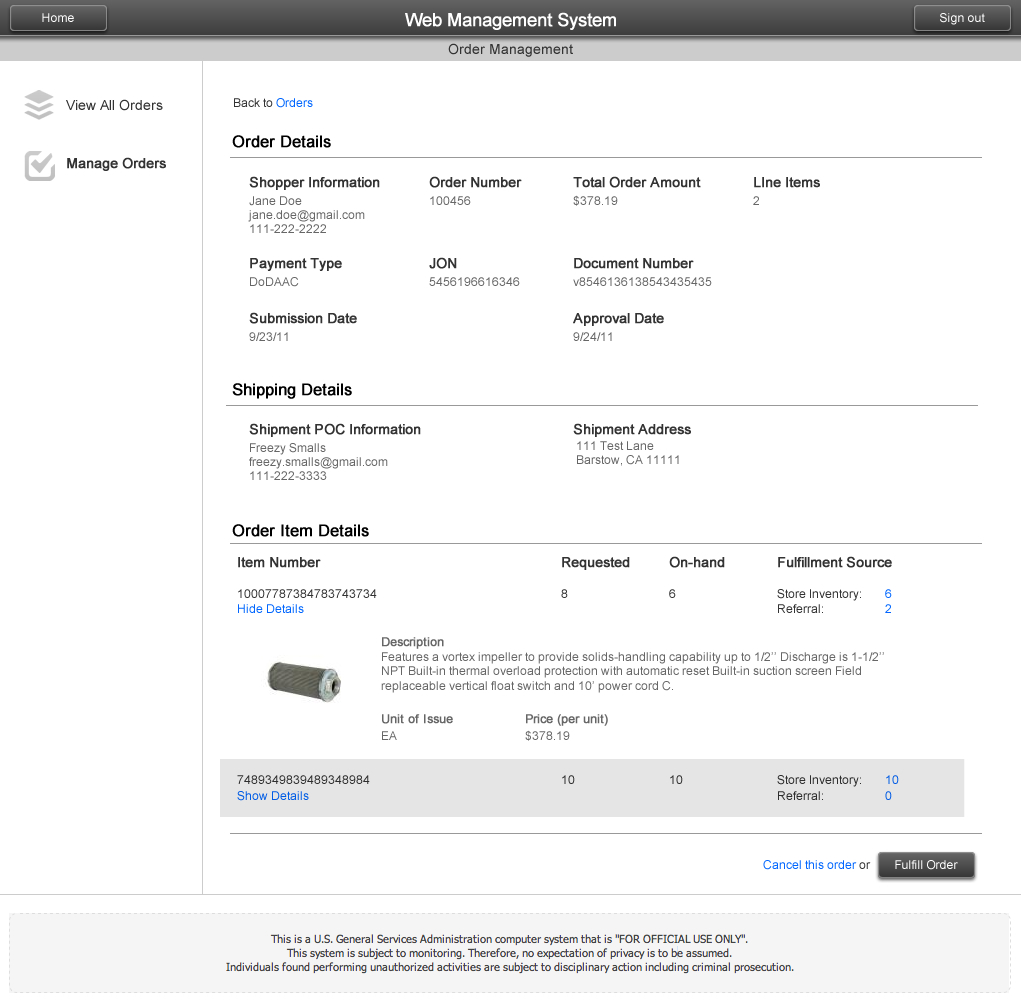 Home
Web Management System
Sign out
Order Management
View All Orders
Manage Orders
Back to Orders
Order Details
Shopper Information
Jane Doe
jane.doe@gmail.com
111-222-2222
Order Number
100456
Total Order Amount
$378.19
LIne Items
2
Payment Type
DoDAAC
JON
5456196616346
Document Number
v8546136138543435435
Submission Date
9/23/11
Approval Date
9/24/11
Shipping Details
Shipment POC Information
Freezy Smalls
freezy.smalls@gmail.com
111-222-3333
Shipment Address
111 Test Lane
Barstow, CA 11111
Order Item Details
Item Number Requested On-hand Fulfillment Source
10007787384783743734 8 6 Store Inventory: 6
Hide Details Referral: 2
Description
Features a vortex impeller to provide solids-handling capability up to 1/2’’ Discharge is 1-1/2’’
NPT Built-in thermal overload protection with automatic reset Built-in suction screen Field
replaceable vertical float switch and 10’ power cord C.
Unit of Issue Price (per unit)
EA $378.19
7489349839489348984 10 10 Store Inventory: 10
Show Details Referral: 0
Cancel this order or Fulfill Order
This is a U.S. General Services Administration computer system that is "FOR OFFICIAL USE ONLY".
This system is subject to monitoring. Therefore, no expectation of privacy is to be assumed.
Individuals found performing unauthorized activities are subject to disciplinary action including criminal prosecution.